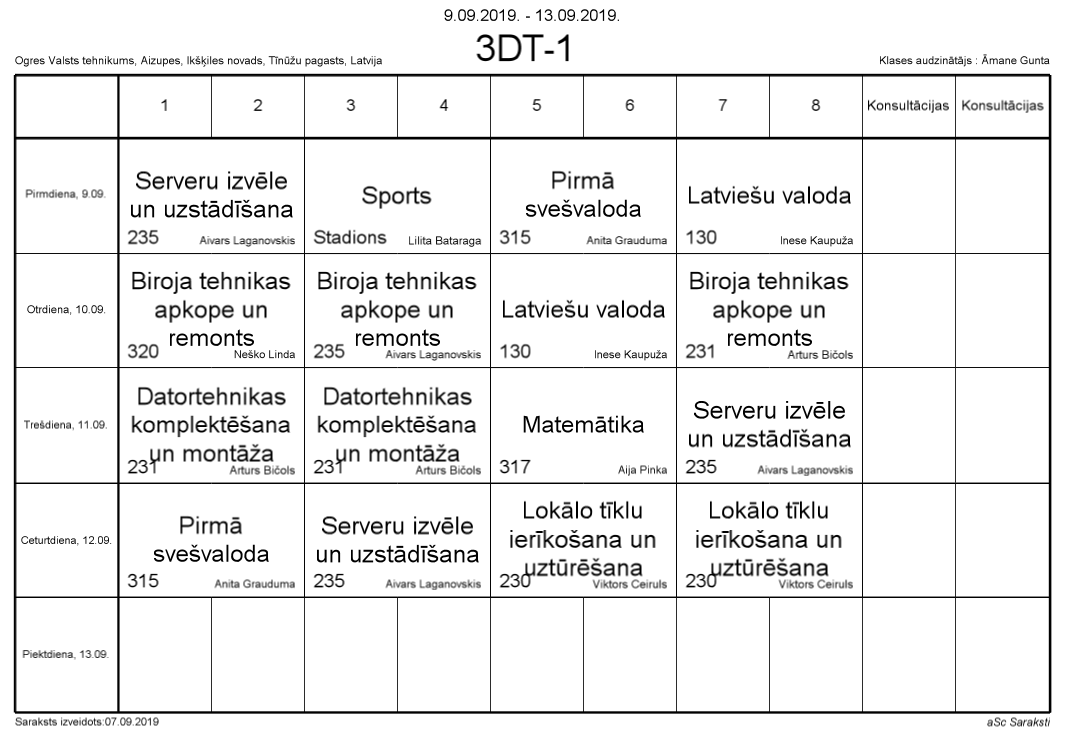 9.09.2019. - 13.09.2019.
3DT-1
Ogres Valsts tehnikums, Aizupes, Ikšķiles novads, Tīnūžu pagasts, Latvija
Klases audzinātājs : Āmane Gunta
1 2 3 4 5 6 7 8 Konsultācijas Konsultācijas
Pirmdiena, 9.09.
Serveru izvēle
un uzstādīšana
235 Aivars Laganovskis
Sports
Stadions Lilita Bataraga
Pirmā
svešvaloda
315 Anita Grauduma
Latviešu valoda
130 Inese Kaupuža
Otrdiena, 10.09.
Biroja tehnikas
apkope un
remonts
320 Neško Linda
Biroja tehnikas
apkope un
remonts
235 Aivars Laganovskis
Latviešu valoda
130 Inese Kaupuža
Biroja tehnikas
apkope un
remonts
231 Arturs Bičols
Trešdiena, 11.09.
Datortehnikas
komplektēšana
un montāža
231 Arturs Bičols
Datortehnikas
komplektēšana
un montāža
231 Arturs Bičols
Matemātika
317 Aija Pinka
Serveru izvēle
un uzstādīšana
235 Aivars Laganovskis
Ceturtdiena, 12.09.
Pirmā
svešvaloda
315 Anita Grauduma
Serveru izvēle
un uzstādīšana
235 Aivars Laganovskis
Lokālo tīklu
ierīkošana un
uztūrēšana
230 Viktors Ceiruls
Lokālo tīklu
ierīkošana un
uztūrēšana
230 Viktors Ceiruls
Piektdiena, 13.09.
Saraksts izveidots:07.09.2019
aSc Saraksti